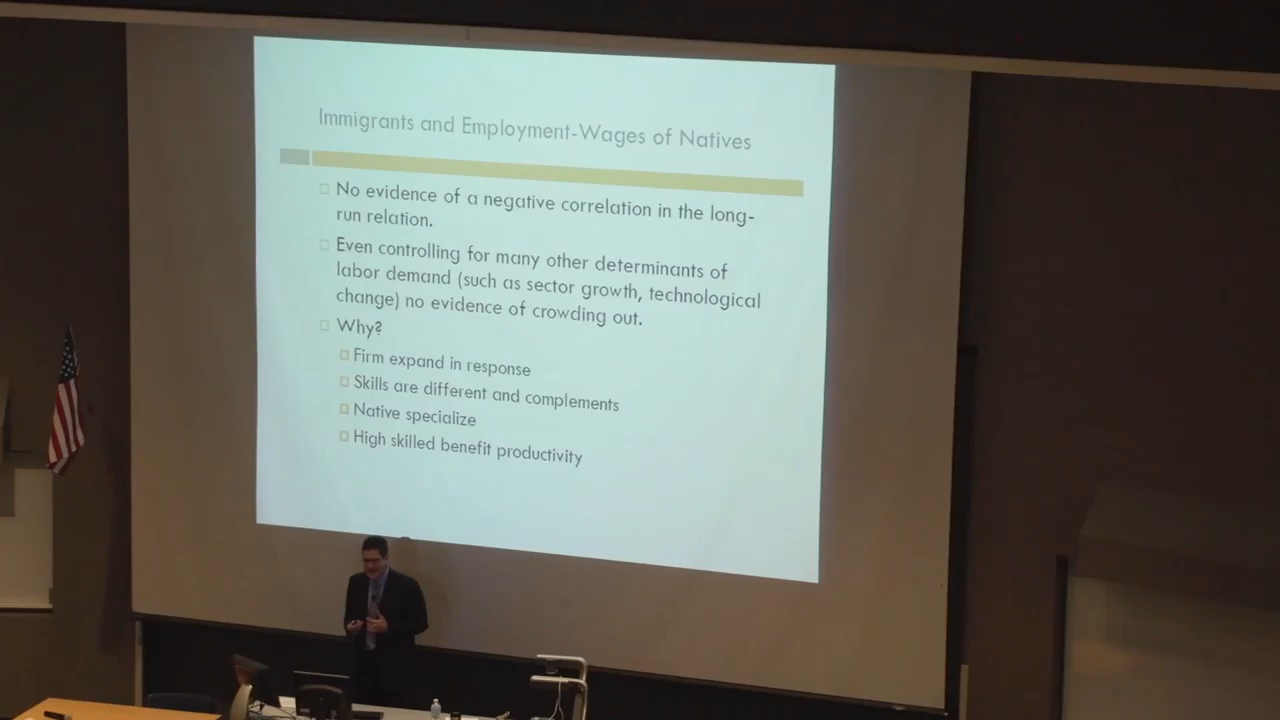 Immigrants and Employment-Wages of Natives
No evidence of a negative correlation in the long-
run relation.
Even controlling for many other determinants of
labor demand (such as sector growth, technological
change) no evidence of crowding out.
Why?
Firm expand in response
Skills are different and complements
Native specialize
High skilled benefit productivity